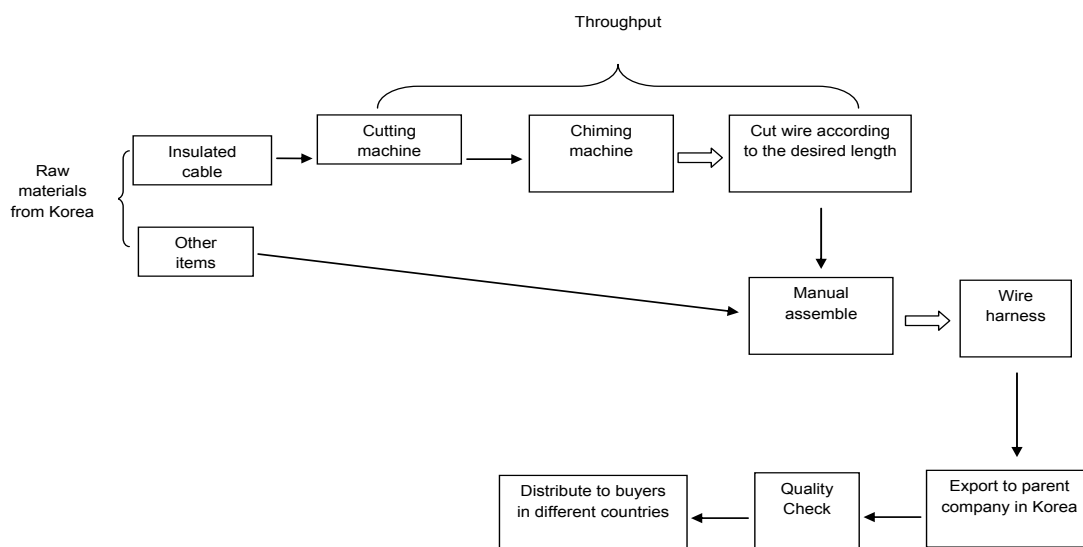 Throughput
Raw
materials
from Korea
Insulated
cable
Cutting
machine
Chiming
machine
Cut wire according
to the desired length
Other
items
Manual
assemble
Wire
harness
Distribute to buyers
in different countries
Quality
Check
Export to parent
company in Korea